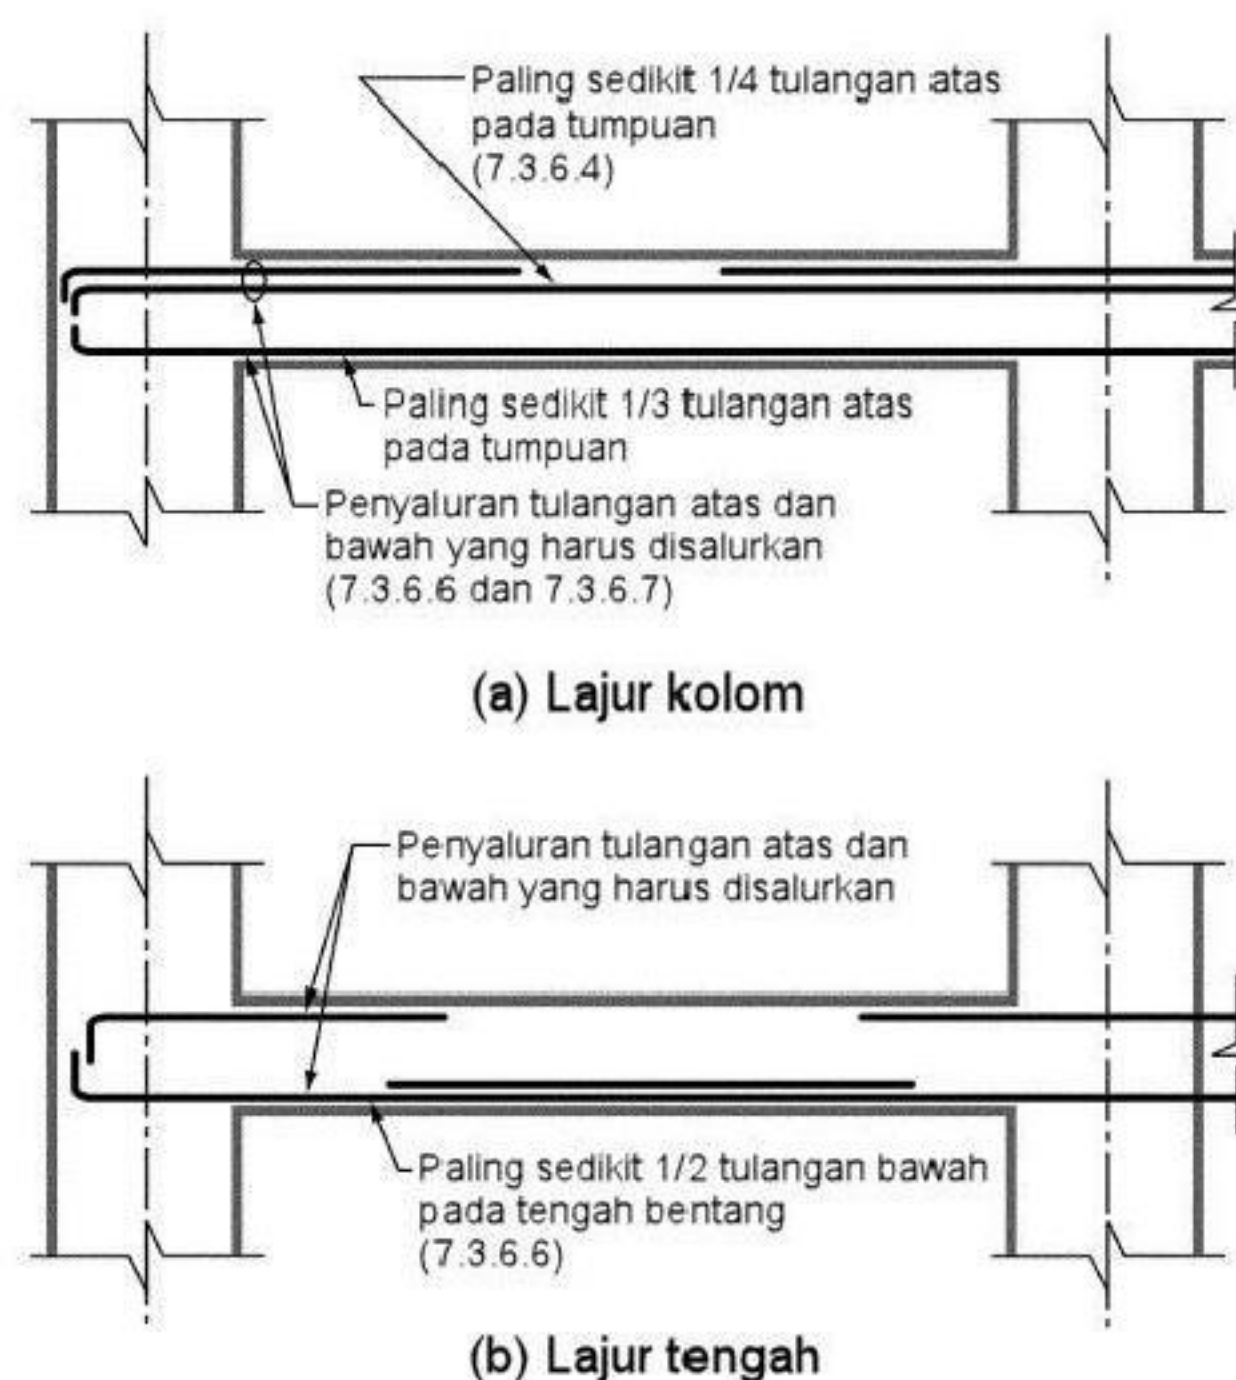 Paling sedikit 1/4 tulangan atas
pada tumpuan
(7.3.6.4)
Paling sedikit 1/3 tulangan atas
pada tumpuan
Penyaluran tulangan atas dan
bawah yang harus disalurkan
(7.3.6.6 dan 7.3.6.7)
(a) Lajur kolom
Penyaluran tulangan atas dan
bawah yang harus disalurkan
Paling sedikit 1/2 tulangan bawah
pada tengah bentang
(7.3.6.6)
(b) Lajur tengah